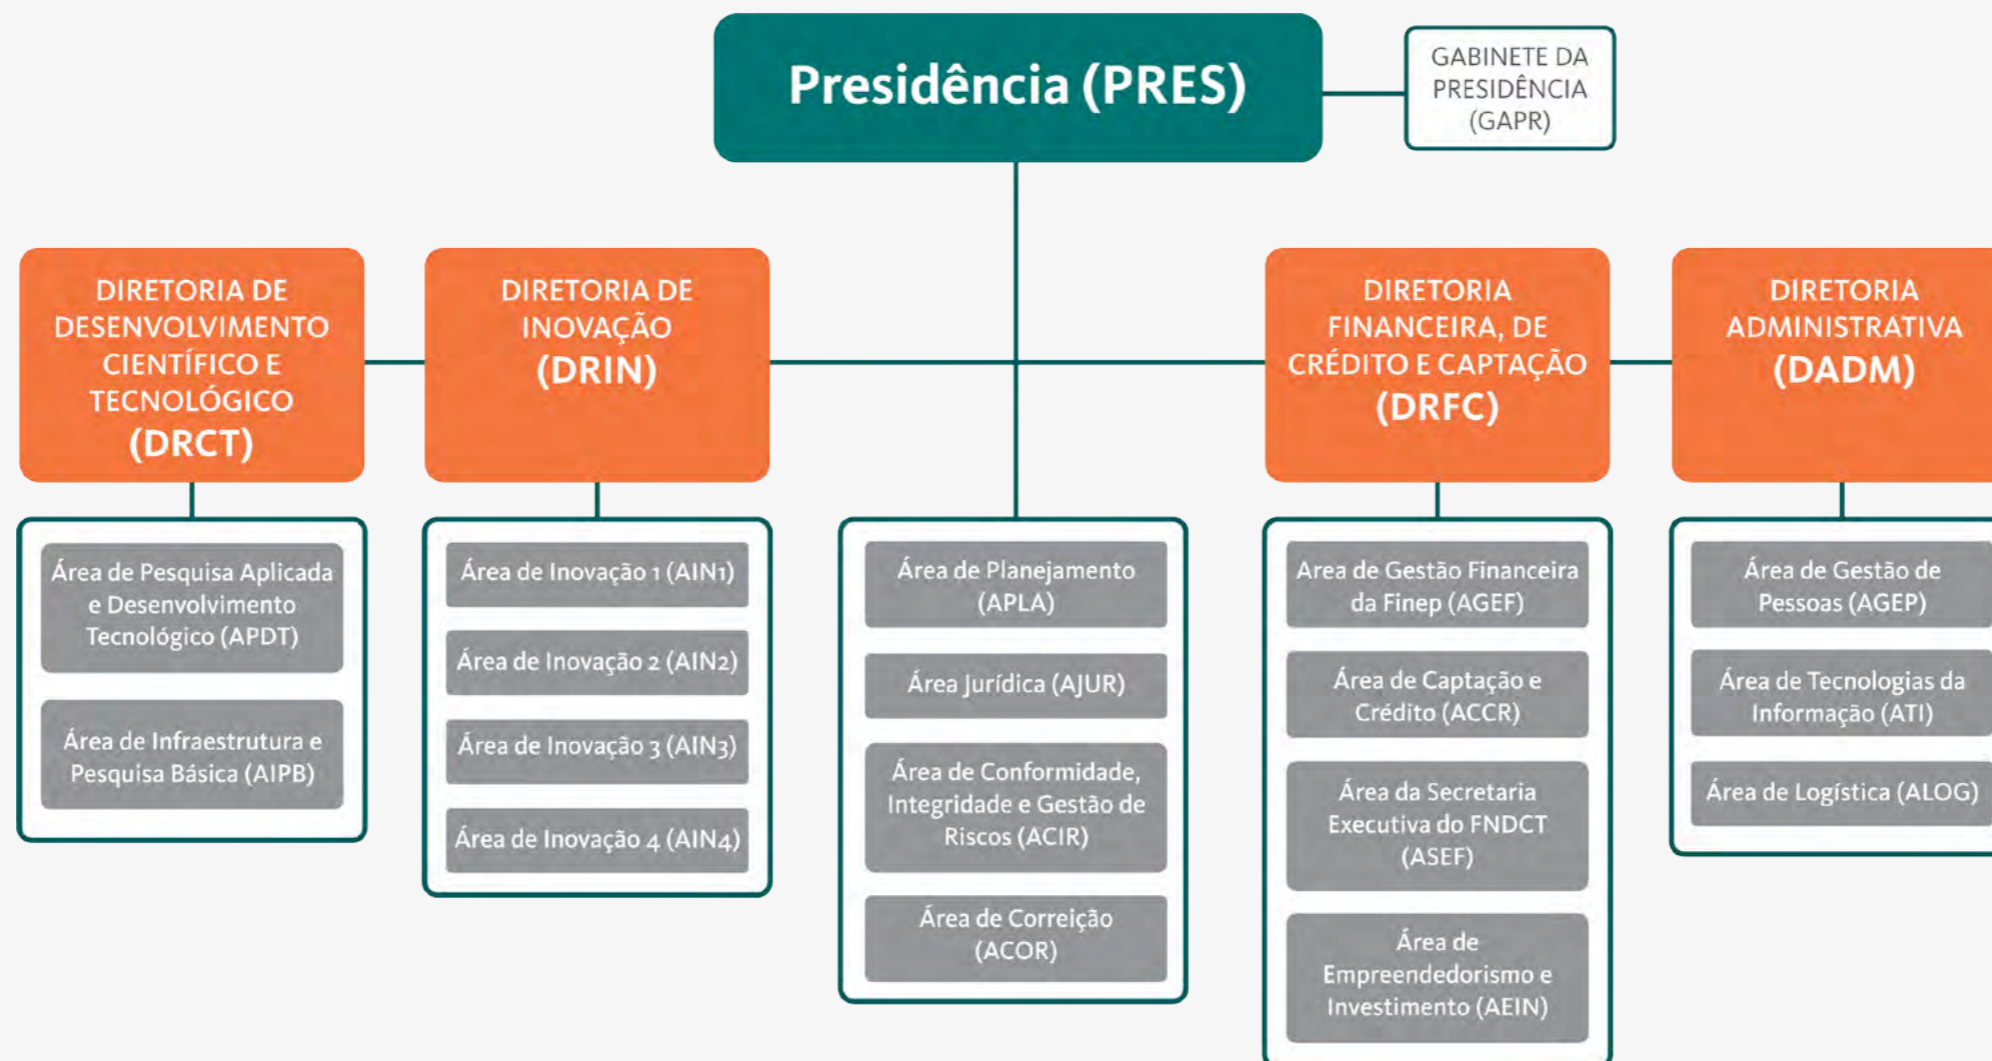 Presidência (PRES)
GABINETE DA
PRESIDÊNCIA
(GAPR)
DIRETORIA DE
DESENVOLVIMENTO
CIENTÍFICO E
TECNOLÓGICO
(DRCT)
DIRETORIA DE
INOVAÇÃO
(DRIN)
DIRETORIA
FINANCEIRA, DE
CRÉDITO E CAPTAÇÃO
(DRFC)
DIRETORIA
ADMINISTRATIVA
(DADM)
Área de Pesquisa Aplicada
e Desenvolvimento
Tecnológico (APDT)
Área de Infraestrutura e
Pesquisa Básica (AIPB)
Área de Inovação 1 (AIN1)
Área de Inovação 2 (AIN2)
Área de Inovação 3 (AIN3)
Área de Inovação 4 (AIN4)
Área de Planejamento
(APLA)
Área Jurídica (AJUR)
Área de Conformidade,
Integridade e Gestão de
Riscos (ACIR)
Área de Correição
(ACOR)
Area de Gestão Financeira
da Finep (AGEF)
Área de Captação e
Crédito (ACCR)
Área da Secretaria
Executiva do FNDCT
(ASEF)
Área de
Empreendedorismo e
Investimento (AEIN)
Área de Gestão de
Pessoas (AGEP)
Área de Tecnologias da
Informação (ATI)
Área de Logística (ALOG)